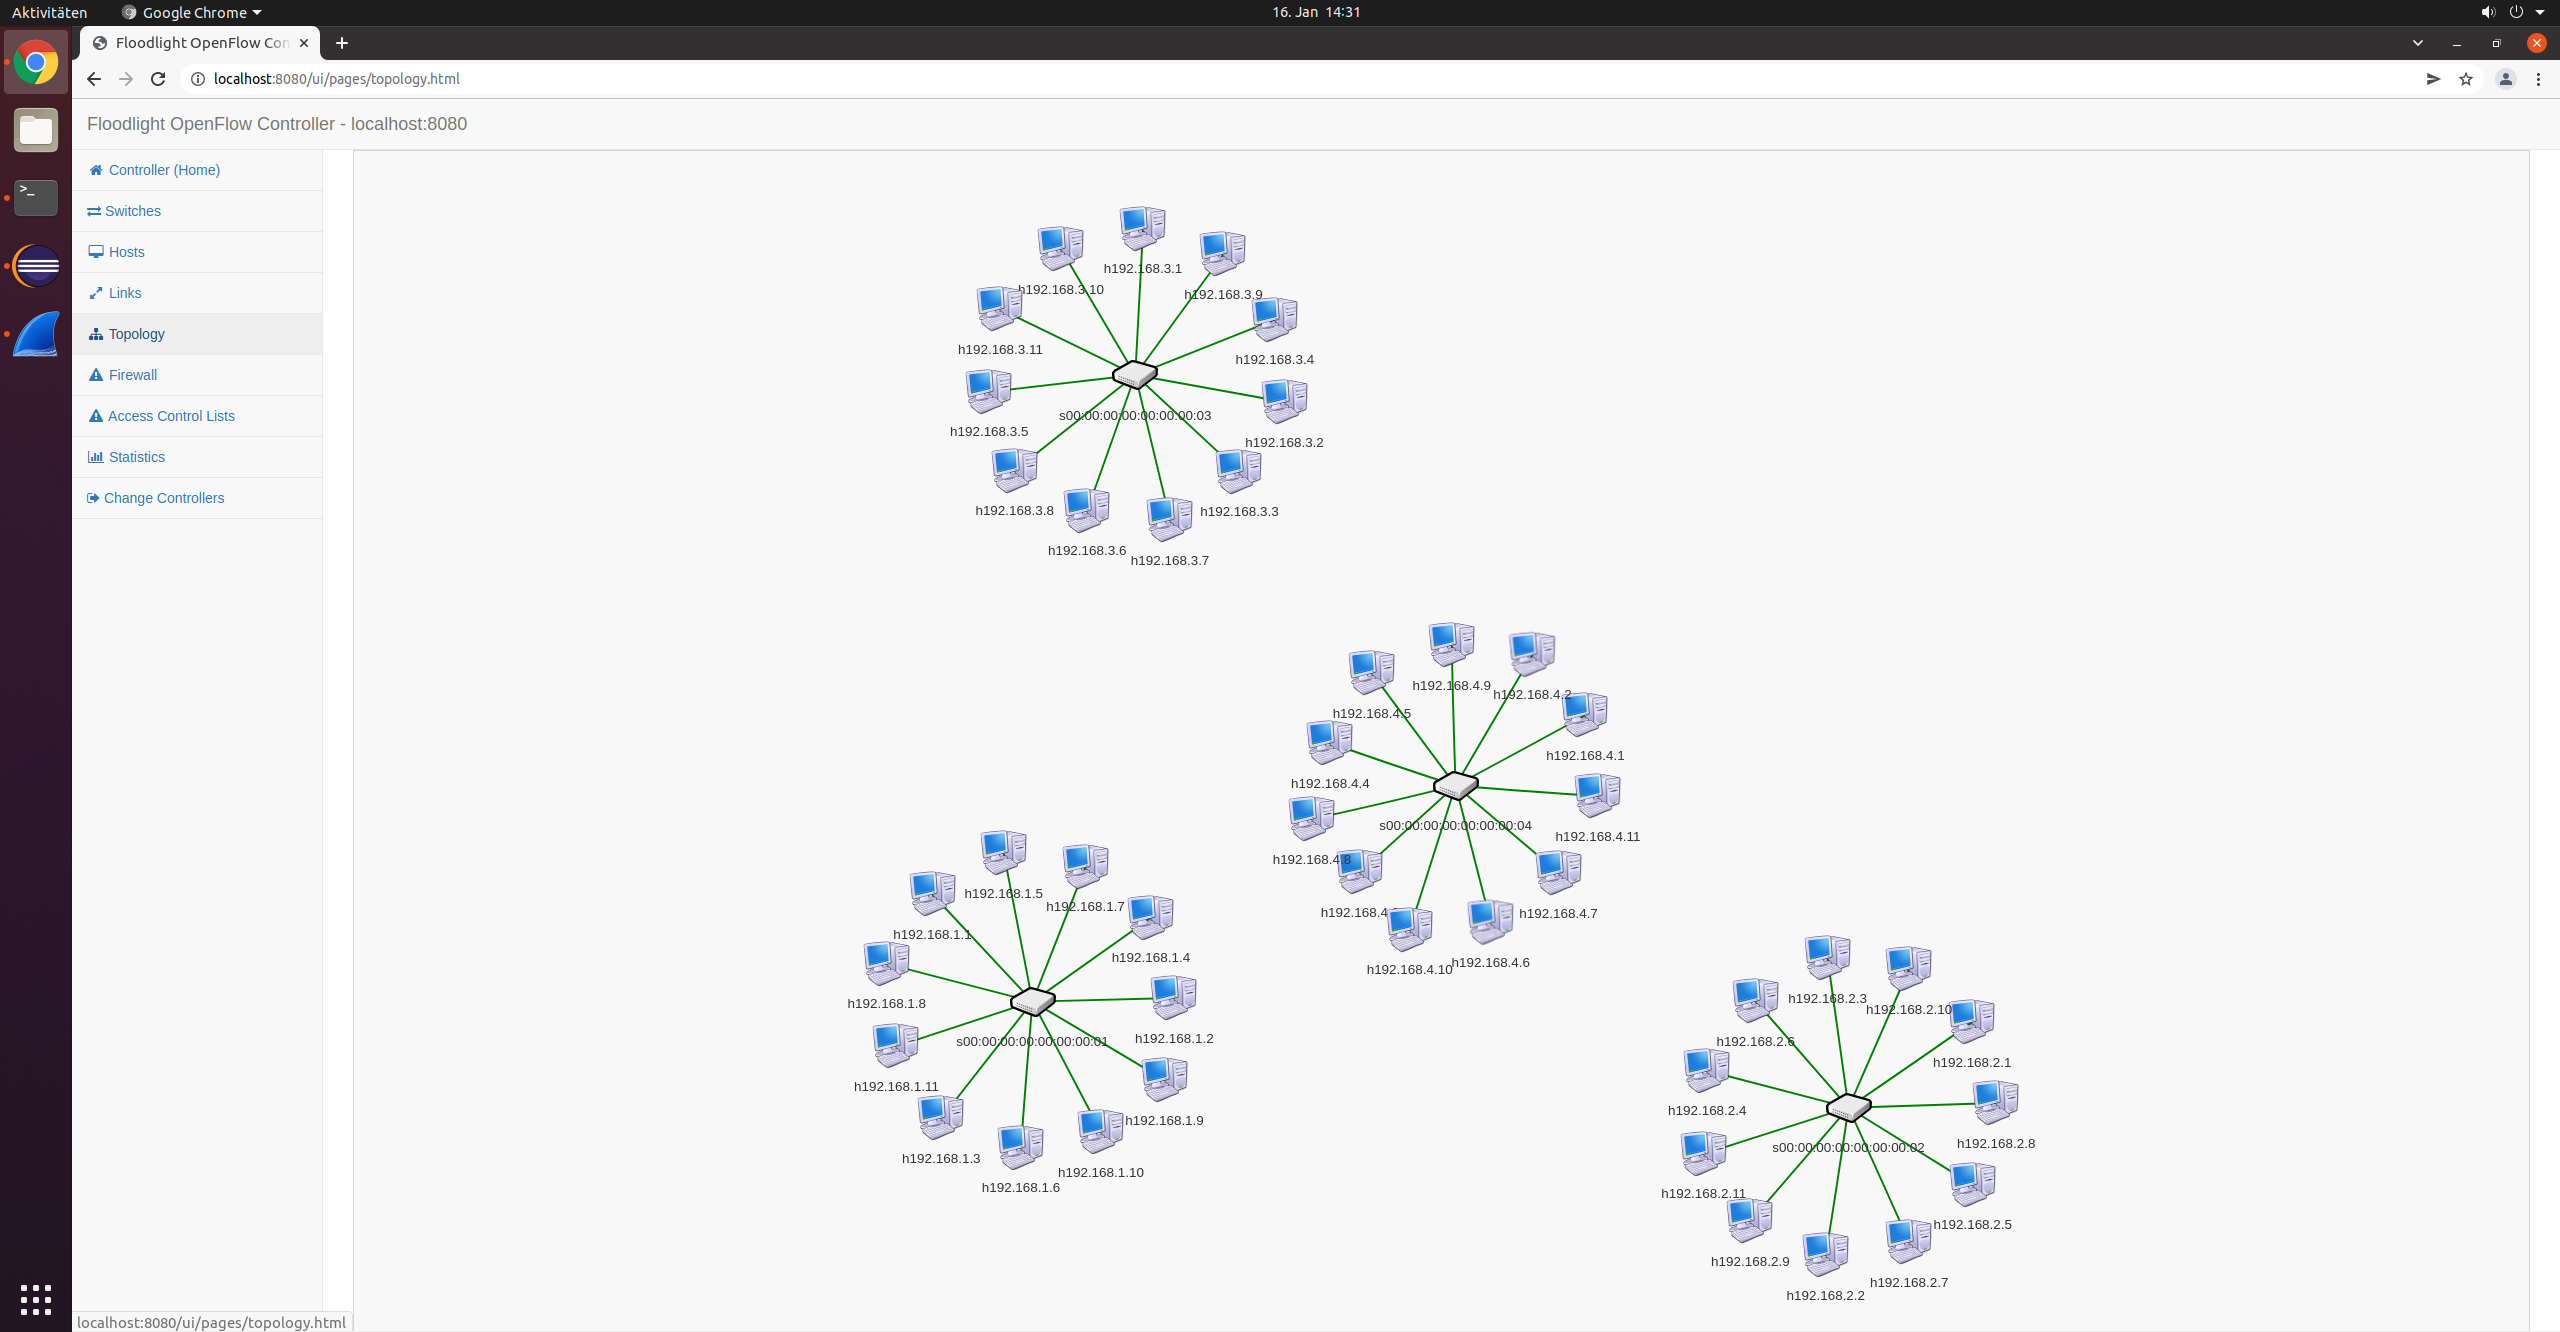 Aktivitäten
Google Chrome
16. Jan 14:31
Floodlight OpenFlow Con
localhost:8080/ui/pages/topology.html
Floodlight OpenFlow Controller - localhost:8080
Controller (Home)
Switches
Hosts
Links
Topology
Firewall
Access Control Lists
Statistics
Change Controllers
h192.168.3.1
h192.168.3.10
h192.168.3.9
h192.168.3.11
h192.168.3.4
s00:00:00:00:00:00:00:03
h192.168.3.5
h192.168.3.2
h192.168.3.8
h192.168.3.3
h192.168.3.6
h192.168.3.7
h192.168.4.9
h192.168.4.2
h192.168.4.5
h192.168.4.1
h192.168.4.4
s00:00:00:00:00:00:00:04
h192.168.4.11
h192.168.4.8
h192.168.4.
h192.168.4.7
h192.168.4.10
h192.168.4.6
h192.168.1.5
h192.168.1.7
h192.168.1.1
h192.168.1.4
h192.168.1.8
s00:00:00:00:00:00:00:01
h192.168.1.2
h192.168.1.11
h192.168.1.9
h192.168.1.3
h192.168.1.10
h192.168.1.6
h192.168.2.3
h192.168.2.10
h192.168.2.6
h192.168.2.1
h192.168.2.4
s00:00:00:00:00:00:00:02
h192.168.2.8
h192.168.2.11
h192.168.2.5
h192.168.2.9
h192.168.2.7
h192.168.2.2
localhost:8080/ui/pages/topology.html